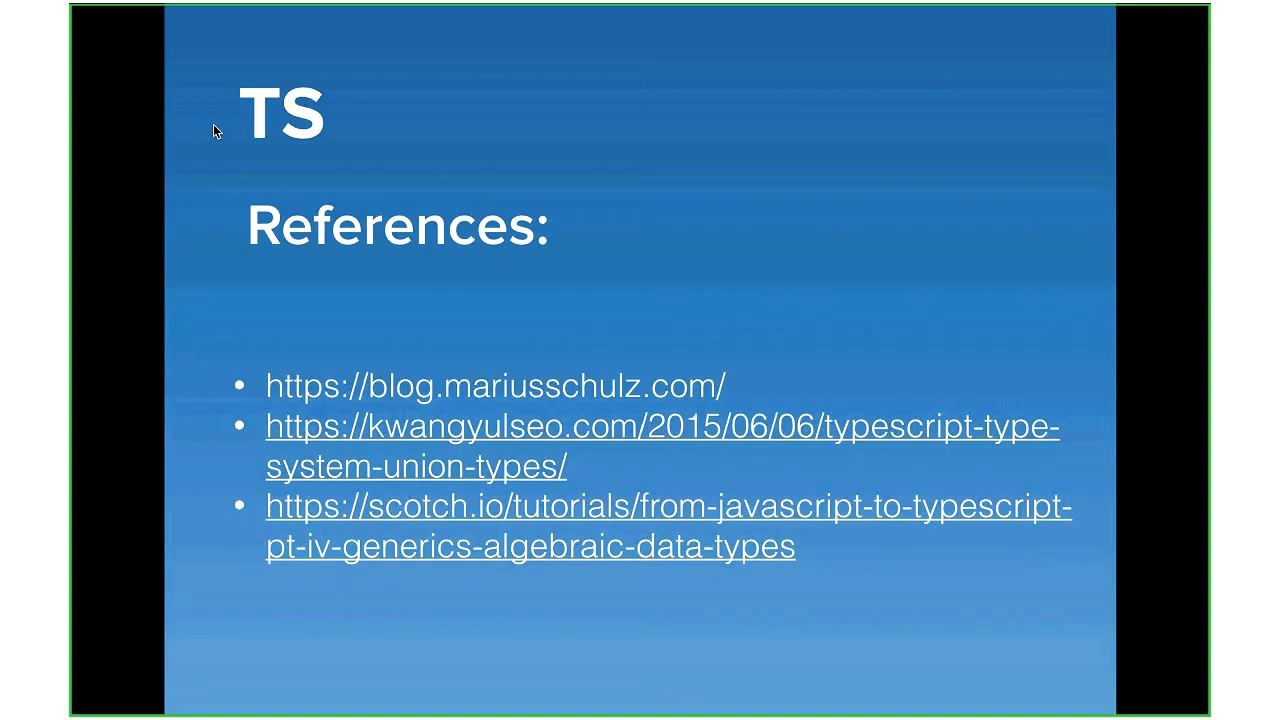 TS
References:
• https://blog.mariusschulz.com/
• https://kwangyulseo.com/2015/06/06/typescript-type-
system-union-types/
• https://scotch.io/tutorials/from-javascript-to-typescript-
pt-iv-generics-algebraic-data-types